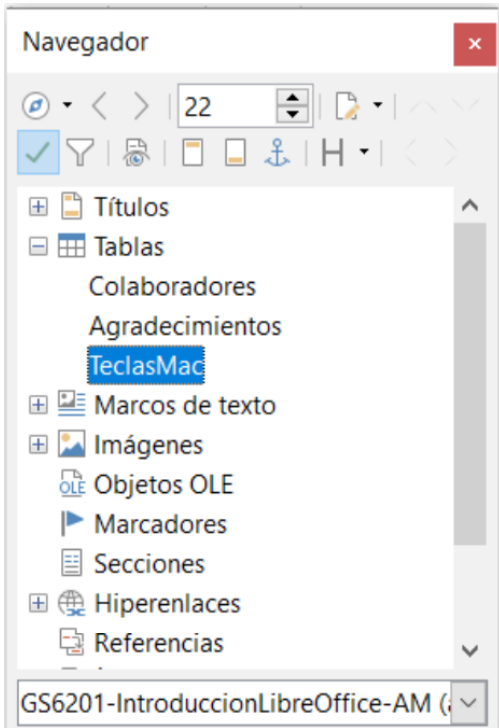 Navegador
22
H
Títulos
Tablas
Colaboradores
Agradecimientos
TeclasMac
Marcos de texto
Imágenes
OLE Objetos OLE
Marcadores
Secciones
Hiperenlaces
Referencias
GS6201-IntroduccionLibreOffice-AM (